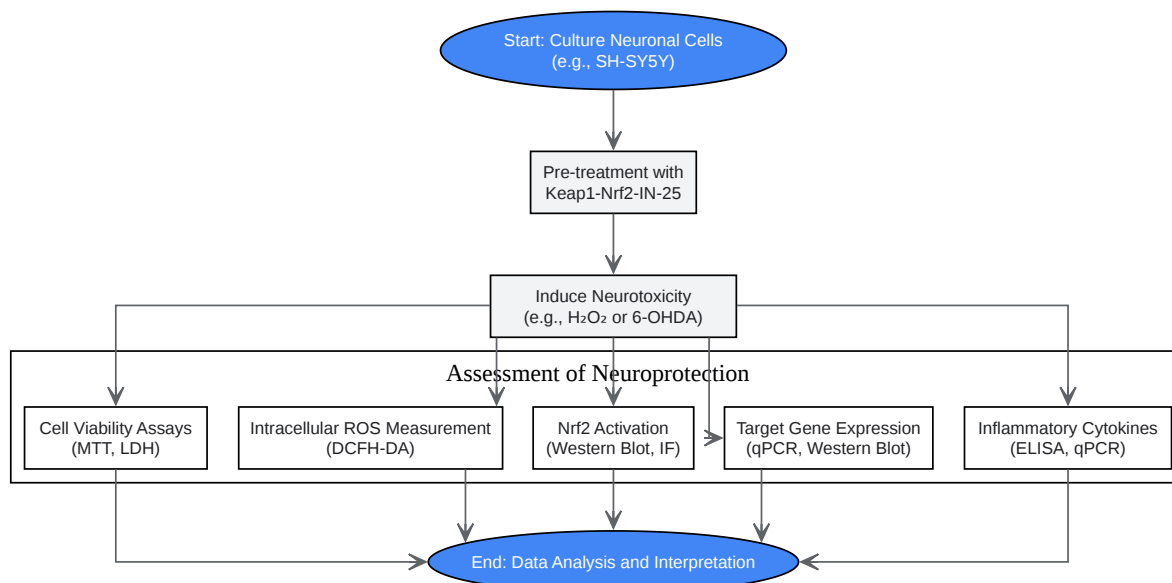 Start: Culture Neuronal Cells
(e.g., SH-SY5Y)
Pre-treatment with
Keap1-Nrf2-IN-25
Induce Neurotoxicity
(e.g., H₂O₂ or 6-OHDA)
Assessment of Neuroprotection
Cell Viability Assays
(MTT, LDH)
Intracellular ROS Measurement
(DCFH-DA)
Nrf2 Activation
(Western Blot, IF)
Target Gene Expression
(qPCR, Western Blot)
Inflammatory Cytokines
(ELISA, qPCR)
End: Data Analysis and Interpretation